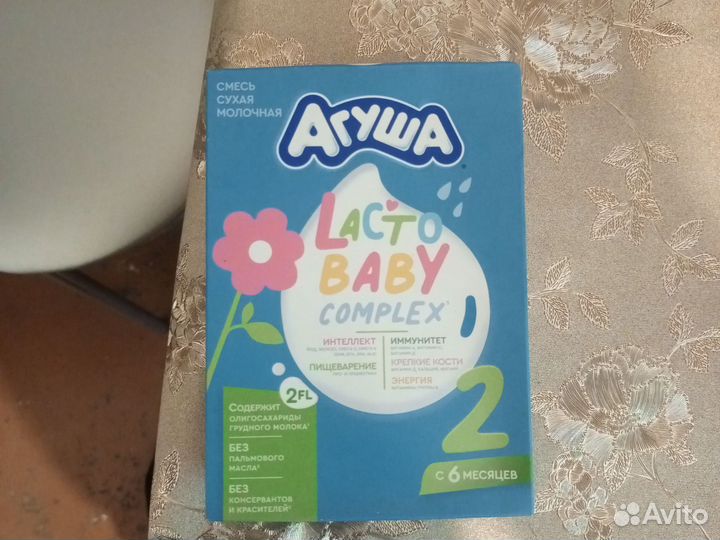 СМЕСЬ
СУХАЯ
МОЛОЧНАЯ
АГУША
LACTO
BABY
COMPLEX
ИНТЕЛЛЕКТ
ИММУНИТЕТ
ПИЩЕВАРЕНИЕ
КРЕПКИЕ КОСТИ
ЭНЕРГИЯ
2FL
СОДЕРЖИТ
ОЛИГОСАХАРИДЫ
ГРУДНОГО МОЛОКА
БЕЗ
ПАЛЬМОВОГО
МАСЛА
БЕЗ
КОНСЕРВАНТОВ
И КРАСИТЕЛЕЙ
2
С 6 МЕСЯЦЕВ
Avito